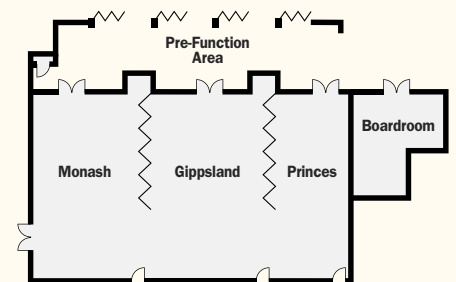 Pre-Function
Area
Boardroom
Monash
Gippsland
Princes